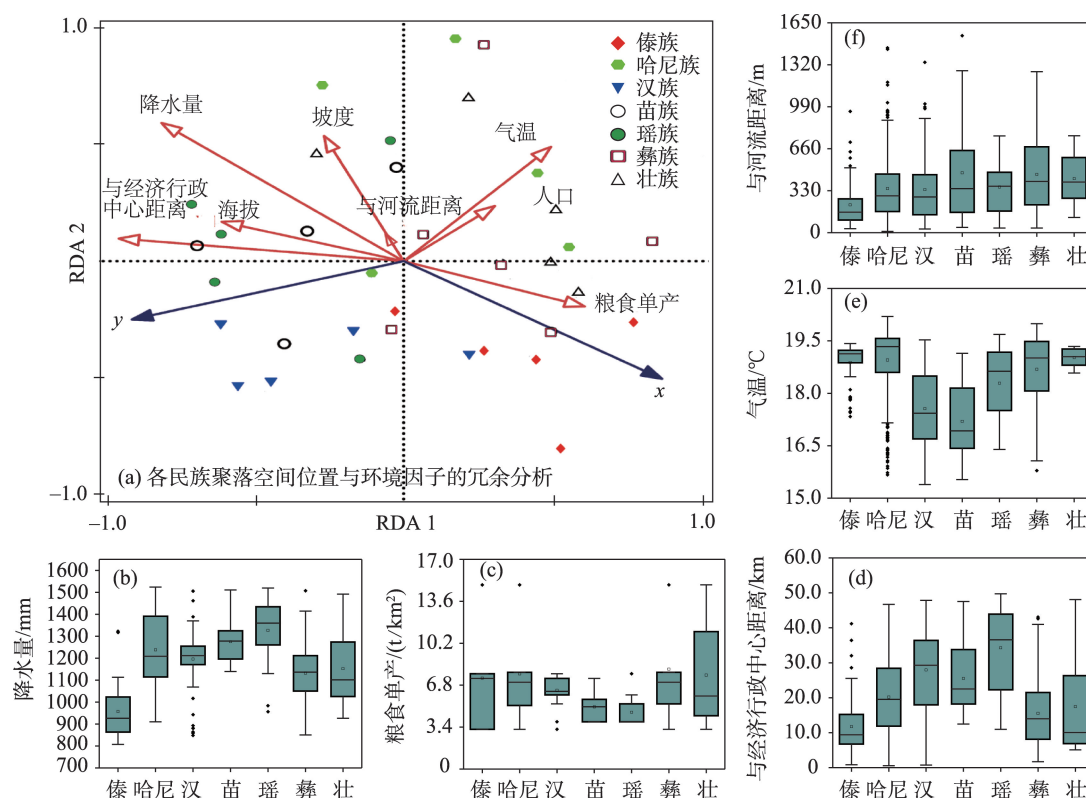 1.0
RDA 2
−1.0
−1.0
RDA 1
1.0
降水量
坡度
气温
与经济行政
中心距离
海拔
与河流距离
人口
粮食单产
y
x
傣族
哈尼族
汉族
苗族
瑶族
彝族
壮族
(a) 各民族聚落空间位置与环境因子的冗余分析
(f)
与河流距离/m
1650
1320
990
660
330
0
傣 哈尼 汉 苗 瑶 彝 壮
(e)
气温/℃
21.0
19.5
18.0
16.5
15.0
傣 哈尼 汉 苗 瑶 彝 壮
(b)
降水量/mm
1600
1500
1400
1300
1200
1100
1000
900
800
700
傣 哈尼 汉 苗 瑶 彝 壮
(c)
粮食单产/(t/km²)
17.0
13.6
10.2
6.8
3.4
0
傣 哈尼 汉 苗 瑶 彝 壮
(d)
与经济行政中心距离/km
60.0
50.0
40.0
30.0
20.0
10.0
0
傣 哈尼 汉 苗 瑶 彝 壮